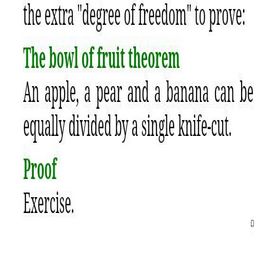 the extra "degree of freedom" to prove:
The bowl of fruit theorem
An apple, a pear and a banana can be
equally divided by a single knife-cut.
Proof
Exercise.